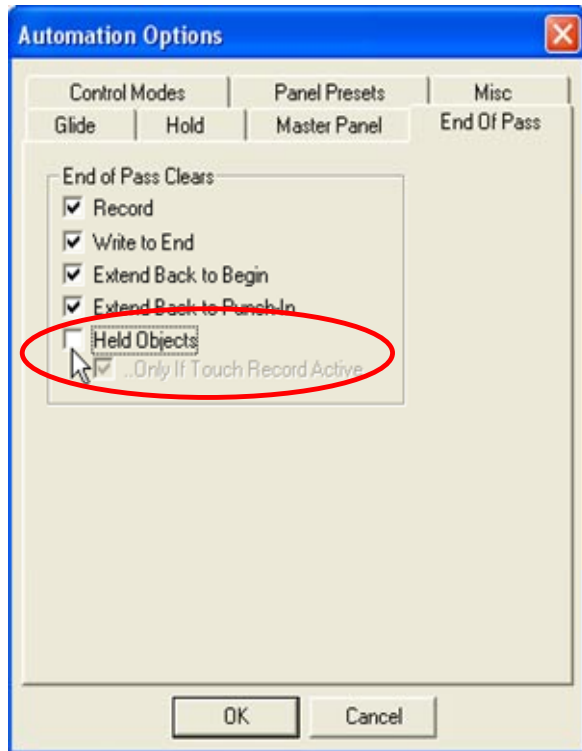 Automation Options
Control Modes Panel Presets Misc
Glide Hold Master Panel End Of Pass
End of Pass Clears
Record
Write to End
Extend Back to Begin
Extend Back to Punch-In
Held Objects
...Only If Touch Record Active
OK Cancel